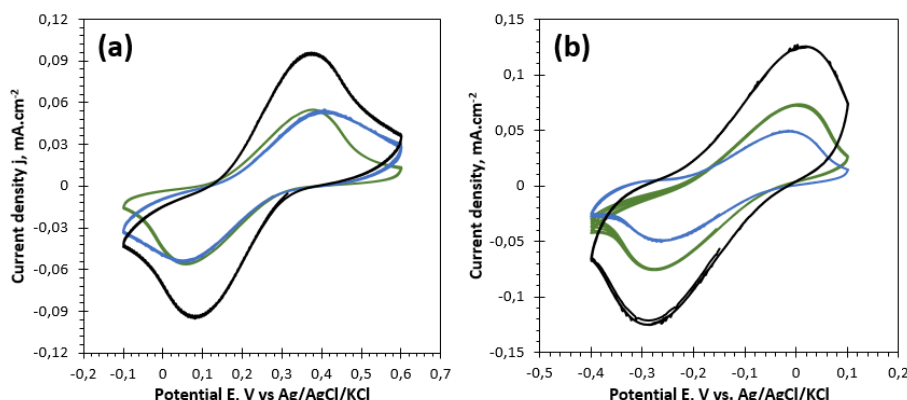 (a)
Current density j, mA.cm-2
0,12
0,09
0,06
0,03
0
-0,03
-0,06
-0,09
-0,12
-0,2 -0,1 0 0,1 0,2 0,3 0,4 0,5 0,6 0,7
Potential E, V vs Ag/AgCl/KCl
(b)
Current density, mA.cm-2
0,15
0,1
0,05
0
-0,05
-0,1
-0,15
-0,5 -0,4 -0,3 -0,2 -0,1 0 0,1 0,2
Potential E, V vs. Ag/AgCl/KCl